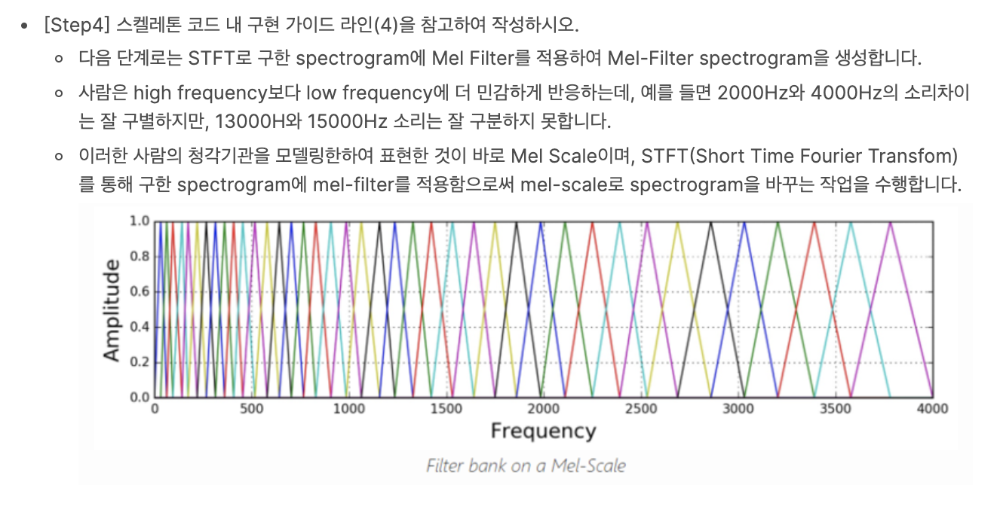 [Step4] 스켈레톤 코드 내 구현 가이드 라인(4)을 참고하여 작성하시오.
다음 단계로는 STFT로 구한 spectrogram에 Mel Filter를 적용하여 Mel-Filter spectrogram을 생성합니다.
사람은 high frequency보다 low frequency에 더 민감하게 반응하는데, 예를 들면 2000Hz와 4000Hz의 소리차이
는 잘 구별하지만, 13000H와 15000Hz 소리는 잘 구분하지 못합니다.
이러한 사람의 청각기관을 모델링한하여 표현한 것이 바로 Mel Scale이며, STFT(Short Time Fourier Transfom)
를 통해 구한 spectrogram에 mel-filter를 적용함으로써 mel-scale로 spectrogram을 바꾸는 작업을 수행합니다.
1.0
0.8
0.6
0.4
0.2
0.0
Amplitude
0 500 1000 1500 2000 2500 3000 3500 4000
Frequency
Filter bank on a Mel-Scale